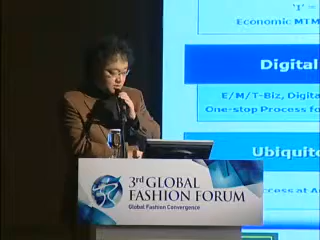 '1' =
Economic MTM
Digital
E/M/T-Biz, Digita
One-stop Process fo
Ubiquito
ccess at A
3rd GLOBAL
FASHION FORUM
Global Fashion Convergence